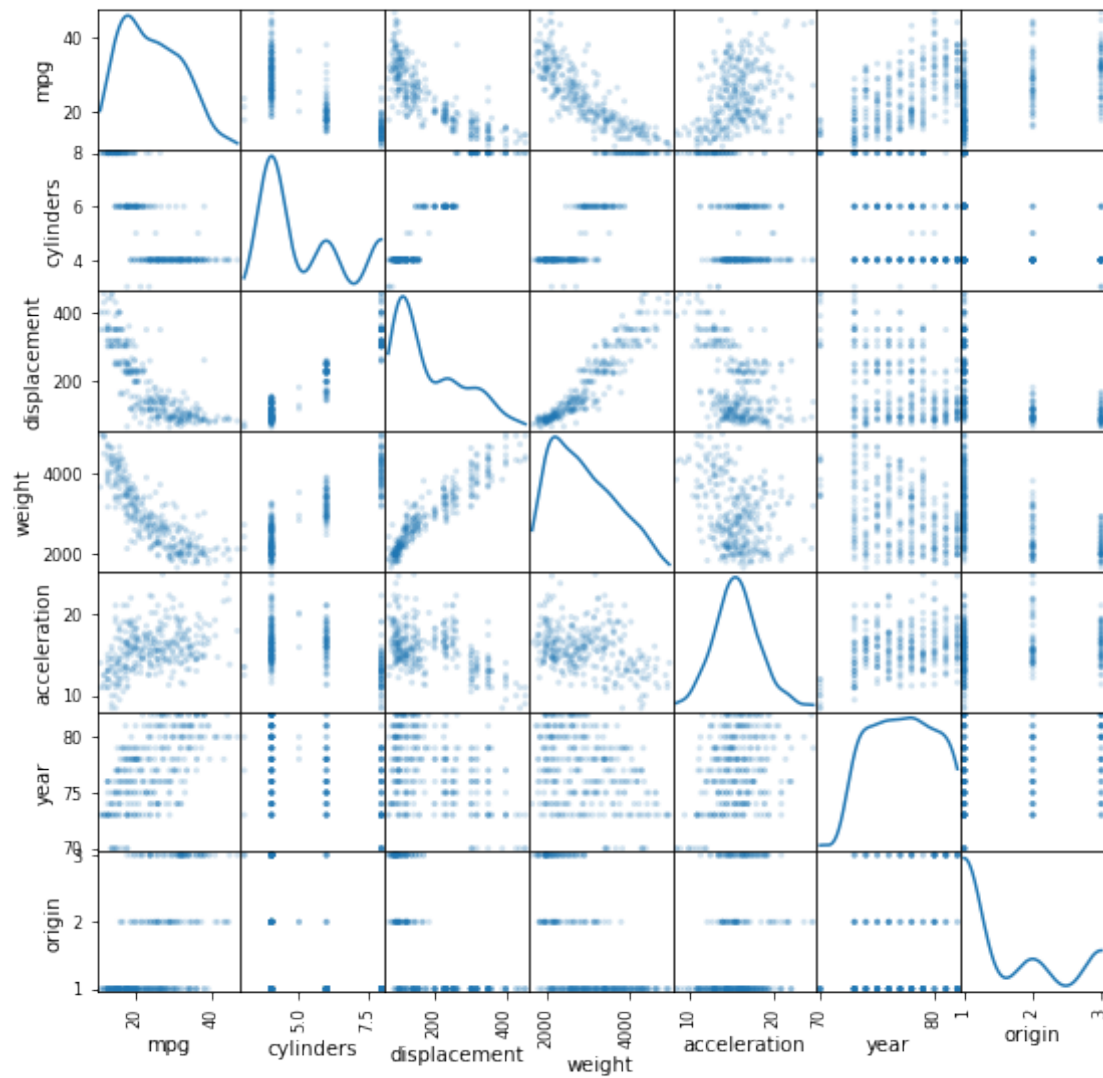 mpg
40
20
cylinders
8
6
4
displacement
400
200
weight
4000
2000
acceleration
20
10
year
80
75
70
origin
3
2
1
20 40 5.0 7.5 200 400 2000 4000 10 20 70 80 1 2 3
mpg cylinders displacement weight acceleration year origin